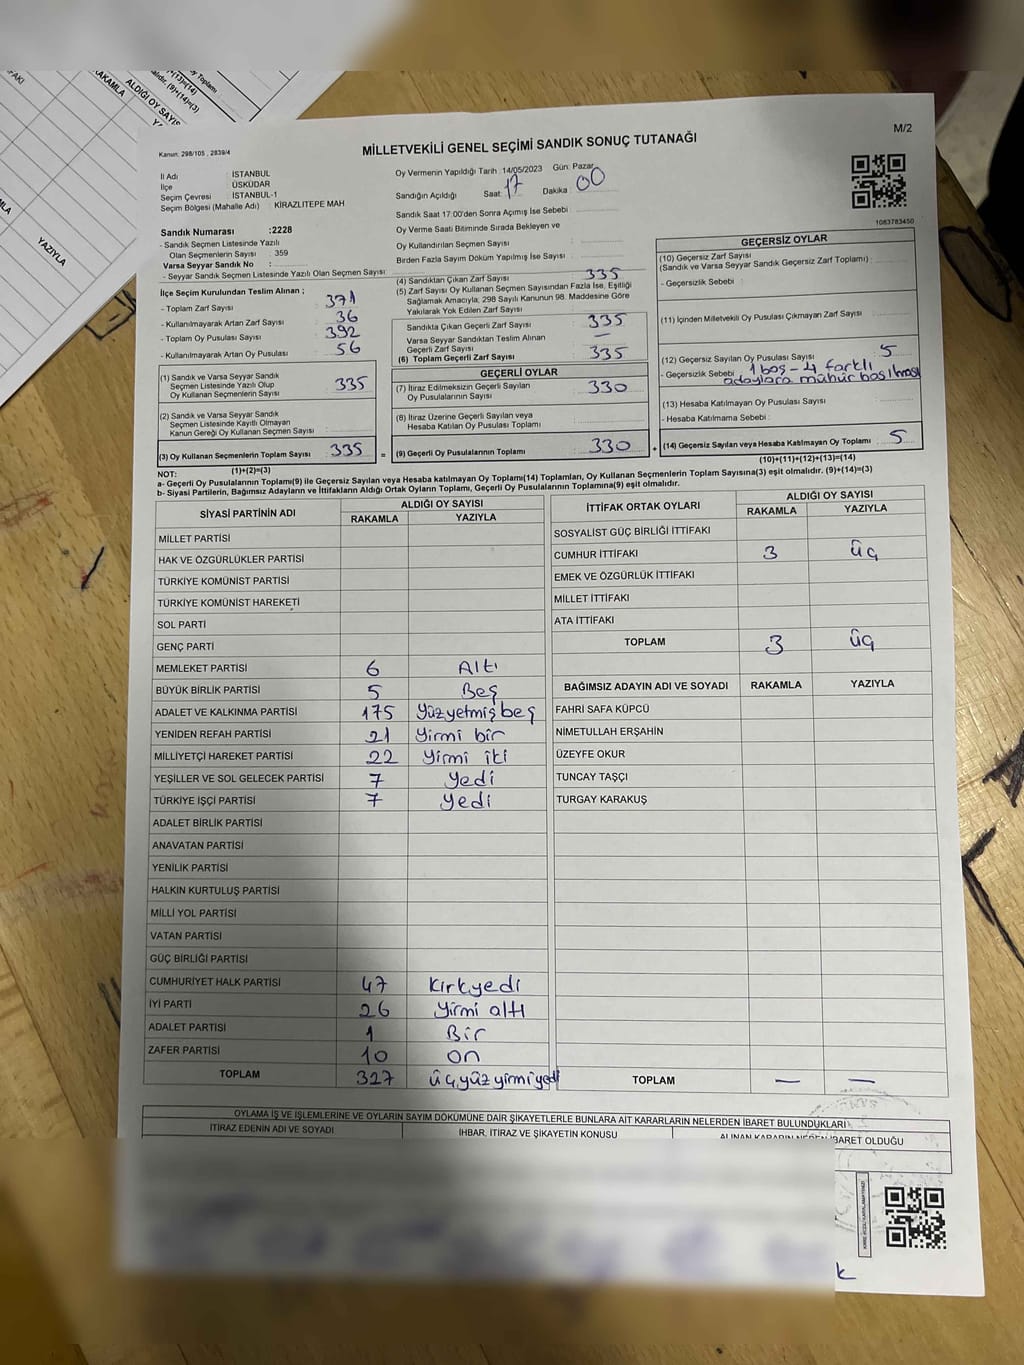 M/2
Kanun: 298/105 , 2839/4
MİLLETVEKİLİ GENEL SEÇİMİ SANDIK SONUÇ TUTANAĞI
İl Adı : İSTANBUL
İlçe : ÜSKÜDAR
Seçim Çevresi : İSTANBUL-1
Seçim Bölgesi (Mahalle Adı) : KİRAZLITEPE MAH
Oy Vermenin Yapıldığı Tarih : 14/05/2023 Gün: Pazar
Sandığın Açıldığı Saat: 17 Dakika : 00
Sandık Saat 17.00'den Sonra Açımış İse Sebebi :
Oy Verme Saati Bitiminde Sırada Bekleyen ve
Oy Kullandırılan Seçmen Sayısı :
Birden Fazla Sayım Döküm Yapılmış İse Sayısı :
1083783450
Sandık Numarası :2228
- Sandık Seçmen Listesinde Yazılı
Olan Seçmenlerin Sayısı : 359
Varsa Seyyar Sandık No :
- Seyyar Sandık Seçmen Listesinde Yazılı Olan Seçmen Sayısı :
İlçe Seçim Kurulundan Teslim Alınan ;
- Toplam Zarf Sayısı : 371
- Kullanılmayarak Artan Zarf Sayısı : 36
- Toplam Oy Pusulası Sayısı : 392
- Kullanılmayarak Artan Oy Pusulası : 56
(1) Sandık ve Varsa Seyyar Sandık
Seçmen Listesinde Yazılı Olup
Oy Kullanan Seçmenlerin Sayısı : 335
(2) Sandık ve Varsa Seyyar Sandık
Seçmen Listesinde Kayıtlı Olmayan
Kanun Gereği Oy Kullanan Seçmen Sayısı :
(3) Oy Kullanan Seçmenlerin Toplam Sayısı : 335 =
(1)+(2)=(3)
(4) Sandıktan Çıkan Zarf Sayısı : 335
(5) Zarf Sayısı Oy Kullanan Seçmen Sayısından Fazla İse, Eşitliği
Sağlamak Amacıyla, 298 Sayılı Kanunun 98. Maddesine Göre
Yakılarak Yok Edilen Zarf Sayısı :
Sandıkta Çıkan Geçerli Zarf Sayısı : 335
Varsa Seyyar Sandıktan Teslim Alınan
Geçerli Zarf Sayısı :
(6) Toplam Geçerli Zarf Sayısı : 335
GEÇERLİ OYLAR
(7) İtiraz Edilmeksizin Geçerli Sayılan
Oy Pusulalarının Sayısı : 330
(8) İtiraz Üzerine Geçerli Sayılan veya
Hesaba Katılan Oy Pusulası Toplamı :
(9) Geçerli Oy Pusulalarının Toplamı : 330 +
GEÇERSİZ OYLAR
(10) Geçersiz Zarf Sayısı
(Sandık ve Varsa Seyyar Sandık Geçersiz Zarf Toplamı) :
- Geçersizlik Sebebi :
(11) İçinden Milletvekili Oy Pusulası Çıkmayan Zarf Sayısı :
(12) Geçersiz Sayılan Oy Pusulası Sayısı : 5
- Geçersizlik Sebebi : 1 boş - 4 farklı
adaylara mühür basılması
(13) Hesaba Katılmayan Oy Pusulası Sayısı :
- Hesaba Katılmama Sebebi :
(14) Geçersiz Sayılan veya Hesaba Katılmayan Oy Toplamı : 5
(10)+(11)+(12)+(13)=(14)
NOT:
a- Geçerli Oy Pusulalarının Toplamı(9) ile Geçersiz Sayılan veya Hesaba katılmayan Oy Toplamı(14) Toplamları, Oy Kullanan Seçmenlerin Toplam Sayısına(3) eşit olmalıdır. (9)+(14)=(3)
b- Siyasi Partilerin, Bağımsız Adayların ve İttifakların Aldığı Ortak Oyların Toplamı, Geçerli Oy Pusulalarının Toplamına(9) eşit olmalıdır.
SİYASİ PARTİNİN ADI ALDIĞI OY SAYISI
RAKAMLA YAZIYLA
MİLLET PARTİSİ
HAK VE ÖZGÜRLÜKLER PARTİSİ
TÜRKİYE KOMÜNİST PARTİSİ
TÜRKİYE KOMÜNİST HAREKETİ
SOL PARTİ
GENÇ PARTİ
MEMLEKET PARTİSİ 6 Altı
BÜYÜK BİRLİK PARTİSİ 5 Beş
ADALET VE KALKINMA PARTİSİ 175 Yüzyetmiş beş
YENİDEN REFAH PARTİSİ 21 Yirmi bir
MİLLİYETÇİ HAREKET PARTİSİ 22 Yirmi iki
YEŞİLLER VE SOL GELECEK PARTİSİ 7 Yedi
TÜRKİYE İŞÇİ PARTİSİ 7 Yedi
ADALET BİRLİK PARTİSİ
ANAVATAN PARTİSİ
YENİLİK PARTİSİ
HALKIN KURTULUŞ PARTİSİ
MİLLİ YOL PARTİSİ
VATAN PARTİSİ
GÜÇ BİRLİĞİ PARTİSİ
CUMHURİYET HALK PARTİSİ 47 Kırkyedi
İYİ PARTİ 26 Yirmi altı
ADALET PARTİSİ 1 Bir
ZAFER PARTİSİ 10 On
TOPLAM 327 üçyüzyirmiyedi
İTTİFAK ORTAK OYLARI ALDIĞI OY SAYISI
RAKAMLA YAZIYLA
SOSYALİST GÜÇ BİRLİĞİ İTTİFAKI
CUMHUR İTTİFAKI 3 üç
EMEK VE ÖZGÜRLÜK İTTİFAKI
MİLLET İTTİFAKI
ATA İTTİFAKI
TOPLAM 3 üç
BAĞIMSIZ ADAYIN ADI VE SOYADI RAKAMLA YAZIYLA
FAHRİ SAFA KÜPCÜ
NİMETULLAH ERŞAHİN
ÜZEYFE OKUR
TUNCAY TAŞÇI
TURGAY KARAKUŞ
TOPLAM — —
OYLAMA İŞ VE İŞLEMLERİNE VE OYLARIN SAYIM DÖKÜMÜNE DAİR ŞİKAYETLERLE BUNLARA AİT KARARLARIN NELERDEN İBARET BULUNDUKLARI
İTİRAZ EDENİN ADI VE SOYADI İHBAR, İTİRAZ VE ŞİKAYETİN KONUSU ALINAN KARARIN NEDEN İBARET OLDUĞU